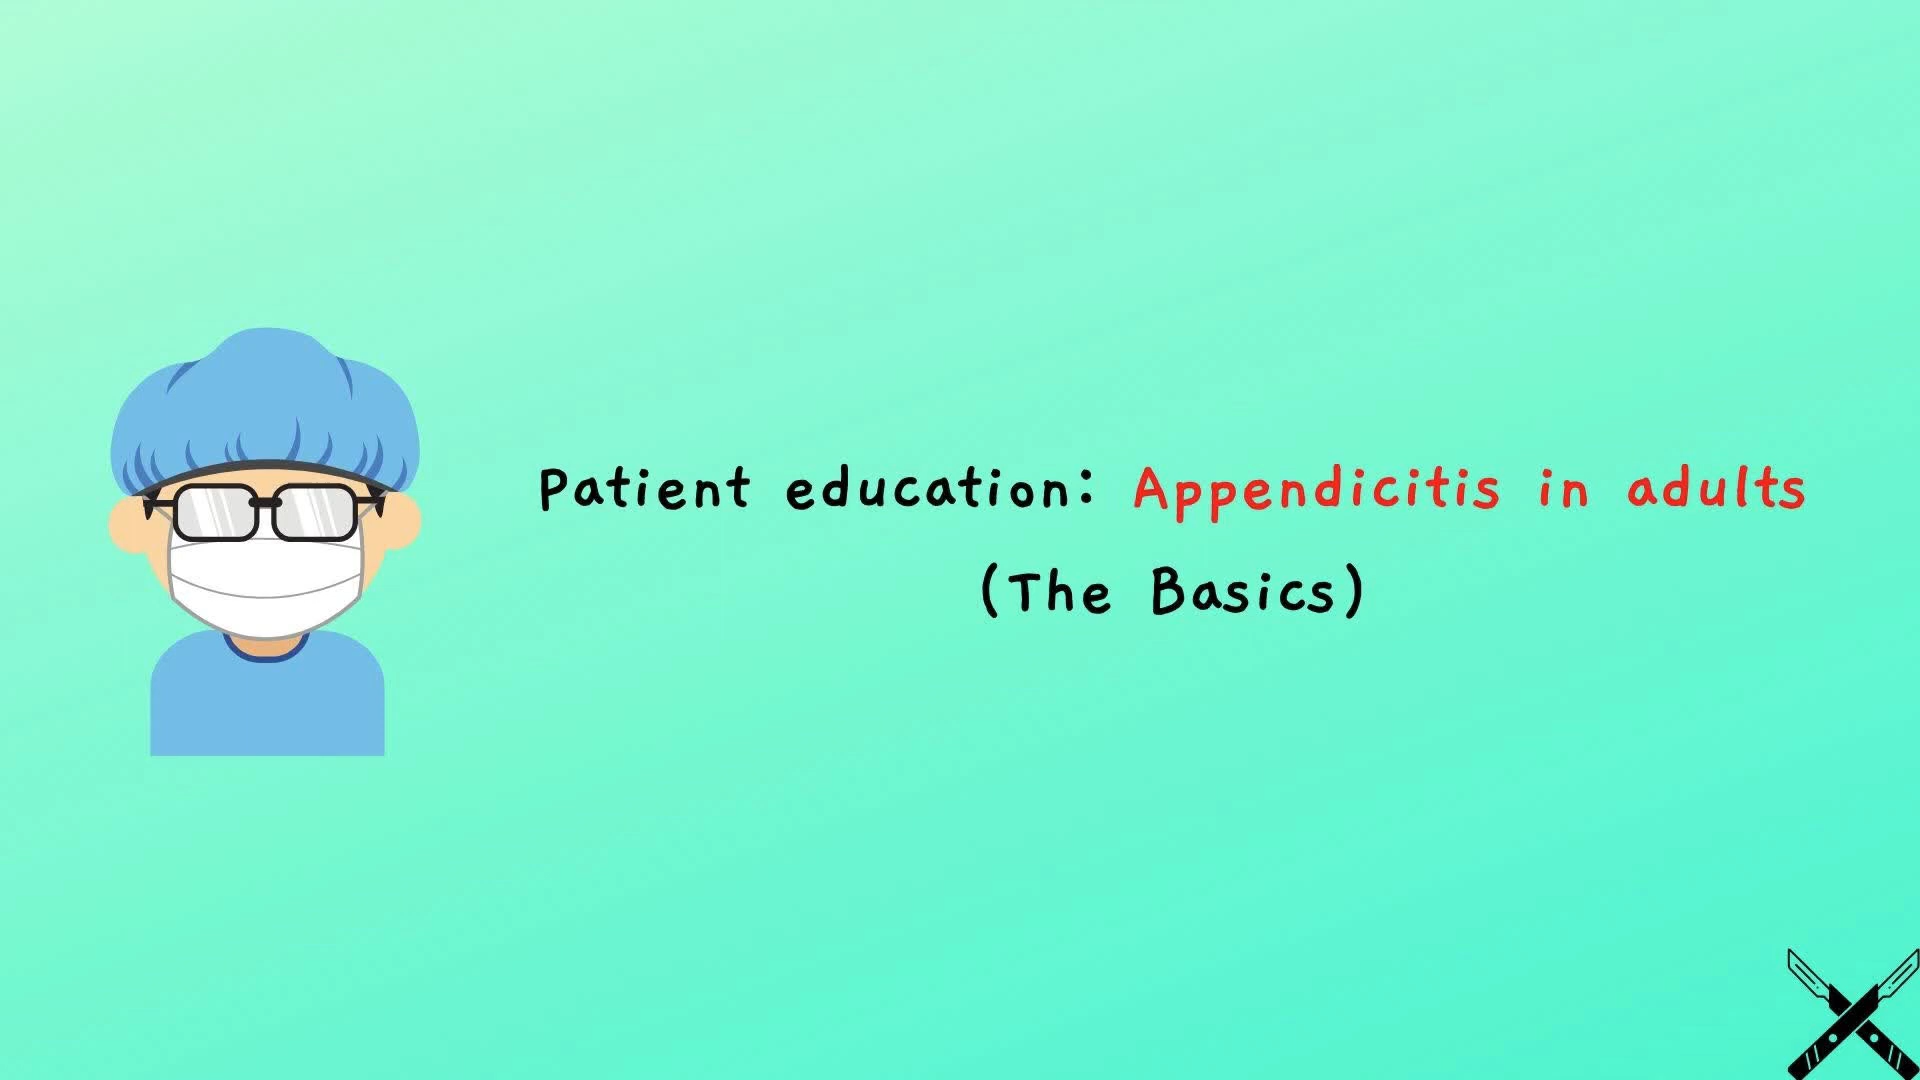 Patient education: Appendicitis in adults
(The Basics)